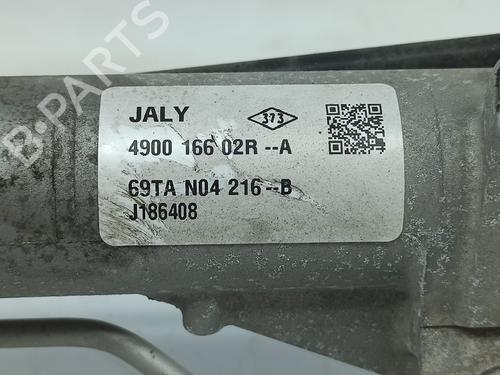 JALY
373
4900 166 02R --A
69TA N04 216 --B
J186408
B-PARTS